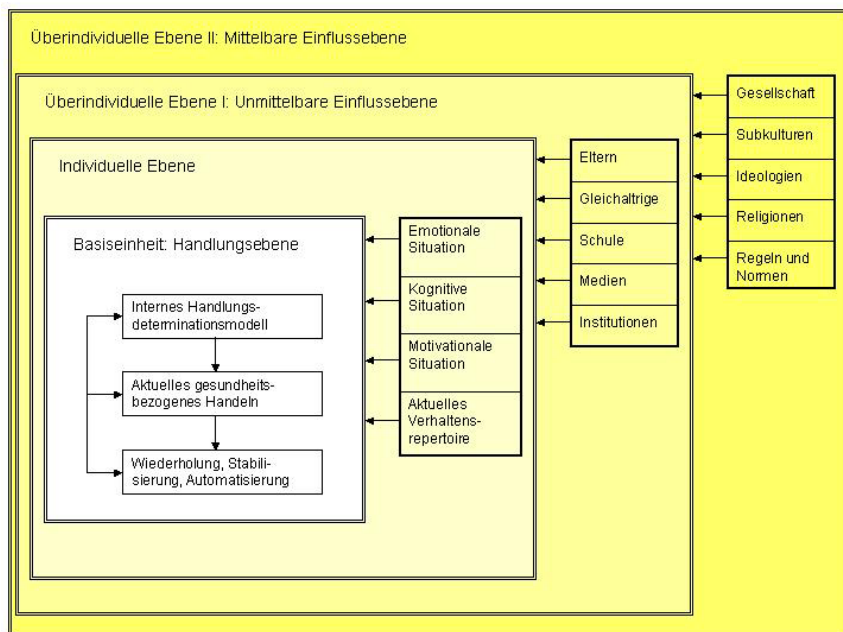 Überindividuelle Ebene II: Mittelbare Einflussebene
Überindividuelle Ebene I: Unmittelbare Einflussebene
Individuelle Ebene
Basiseinheit: Handlungsebene
Internes Handlungs-
determinationsmodell
Aktuelles gesundheits-
bezogenes Handeln
Wiederholung, Stabili-
sierung, Automatisierung
Emotionale
Situation
Kognitive
Situation
Motivationale
Situation
Aktuelles
Verhaltens-
repertoire
Eltern
Gleichaltrige
Schule
Medien
Institutionen
Gesellschaft
Subkulturen
Ideologien
Religionen
Regeln und
Normen